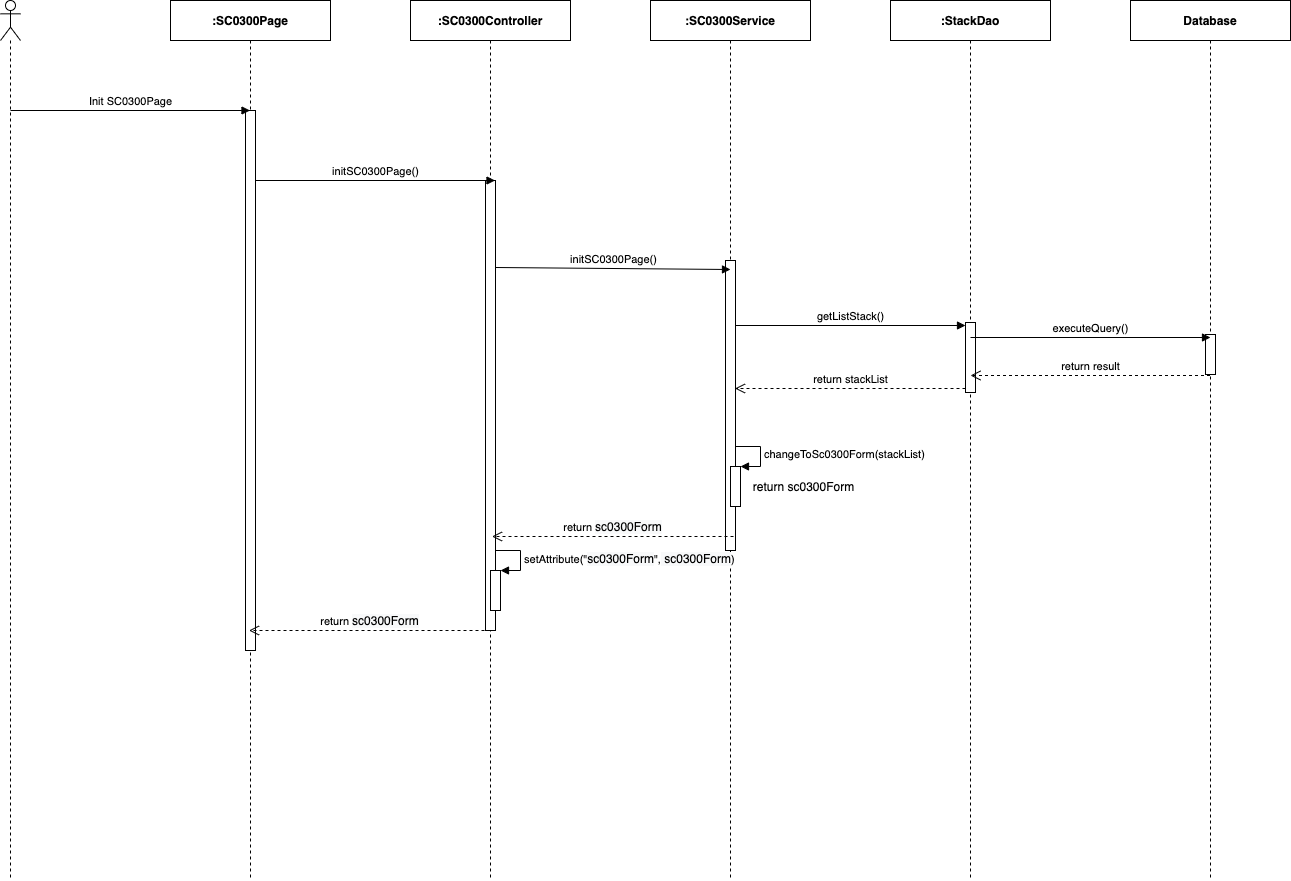 :SC0300Page
:SC0300Controller
:SC0300Service
:StackDao
Database
Init SC0300Page
initSC0300Page()
initSC0300Page()
getListStack()
executeQuery()
return result
return stackList
changeToSc0300Form(stackList)
return sc0300Form
return sc0300Form
setAttribute("sc0300Form", sc0300Form)
return sc0300Form